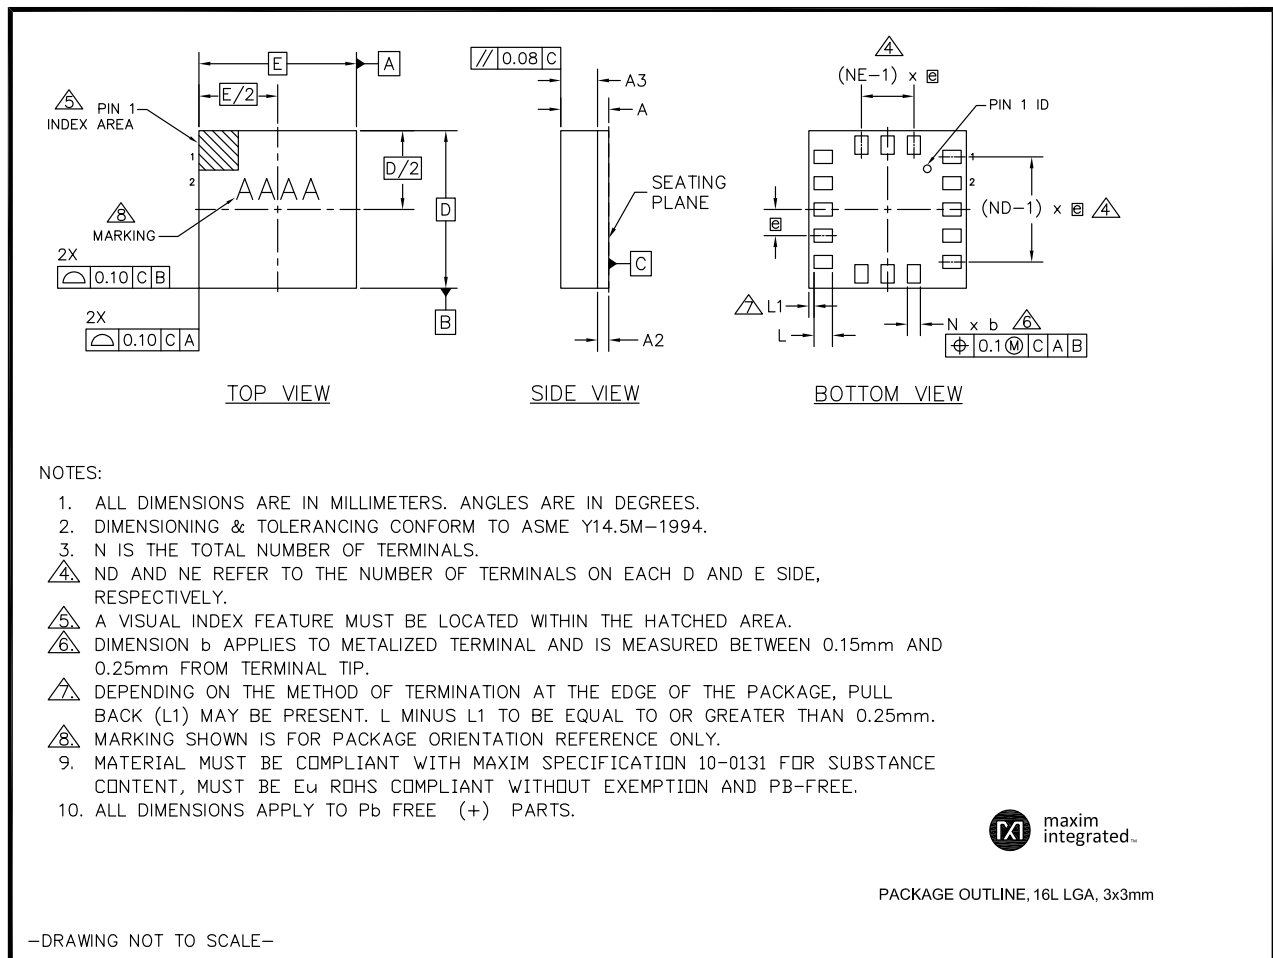 E
A
E/2
5
PIN 1
INDEX AREA
1
2
D/2
AAAA
D
8
MARKING
2X
⌓ 0.10 C B
B
2X
⌓ 0.10 C A
TOP VIEW
// 0.08 C
A3
A
SEATING
PLANE
C
A2
SIDE VIEW
4
(NE-1) x e
PIN 1 ID
1
2
(ND-1) x e 4
e
7 L1
L
N x b 6
⌖ 0.1 Ⓜ C A B
BOTTOM VIEW
NOTES:
1. ALL DIMENSIONS ARE IN MILLIMETERS. ANGLES ARE IN DEGREES.
2. DIMENSIONING & TOLERANCING CONFORM TO ASME Y14.5M-1994.
3. N IS THE TOTAL NUMBER OF TERMINALS.
4. ND AND NE REFER TO THE NUMBER OF TERMINALS ON EACH D AND E SIDE,
RESPECTIVELY.
5. A VISUAL INDEX FEATURE MUST BE LOCATED WITHIN THE HATCHED AREA.
6. DIMENSION b APPLIES TO METALIZED TERMINAL AND IS MEASURED BETWEEN 0.15mm AND
0.25mm FROM TERMINAL TIP.
7. DEPENDING ON THE METHOD OF TERMINATION AT THE EDGE OF THE PACKAGE, PULL
BACK (L1) MAY BE PRESENT. L MINUS L1 TO BE EQUAL TO OR GREATER THAN 0.25mm.
8. MARKING SHOWN IS FOR PACKAGE ORIENTATION REFERENCE ONLY.
9. MATERIAL MUST BE COMPLIANT WITH MAXIM SPECIFICATION 10-0131 FOR SUBSTANCE
CONTENT, MUST BE Eu ROHS COMPLIANT WITHOUT EXEMPTION AND PB-FREE.
10. ALL DIMENSIONS APPLY TO Pb FREE (+) PARTS.
maxim
integrated™
PACKAGE OUTLINE, 16L LGA, 3x3mm
-DRAWING NOT TO SCALE-